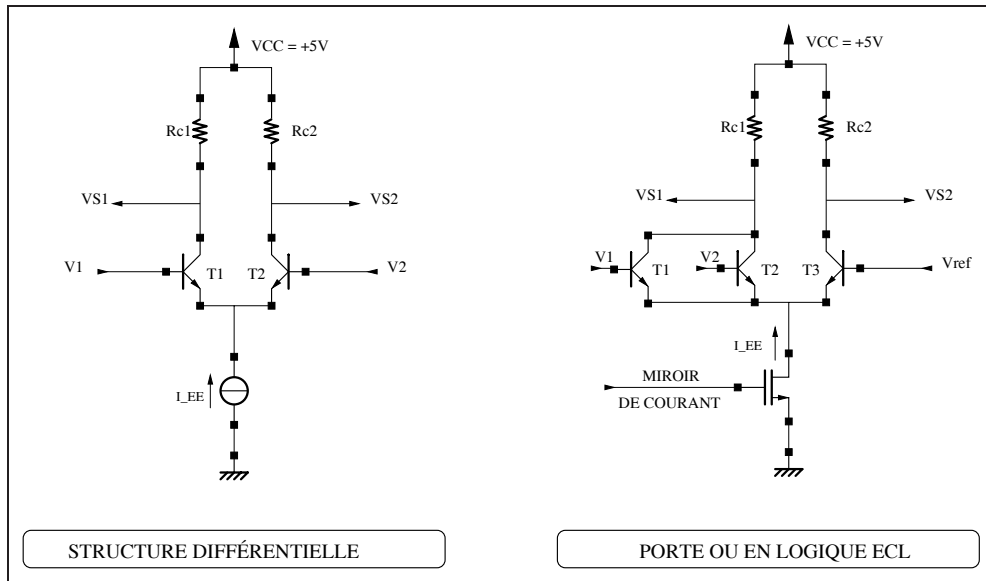 VCC = +5V
Rc1
Rc2
VS1
VS2
V1
T1
T2
V2
I_EE
STRUCTURE DIFFÉRENTIELLE
VCC = +5V
Rc1
Rc2
VS1
VS2
V1
T1
V2
T2
T3
Vref
I_EE
MIROIR
DE COURANT
PORTE OU EN LOGIQUE ECL